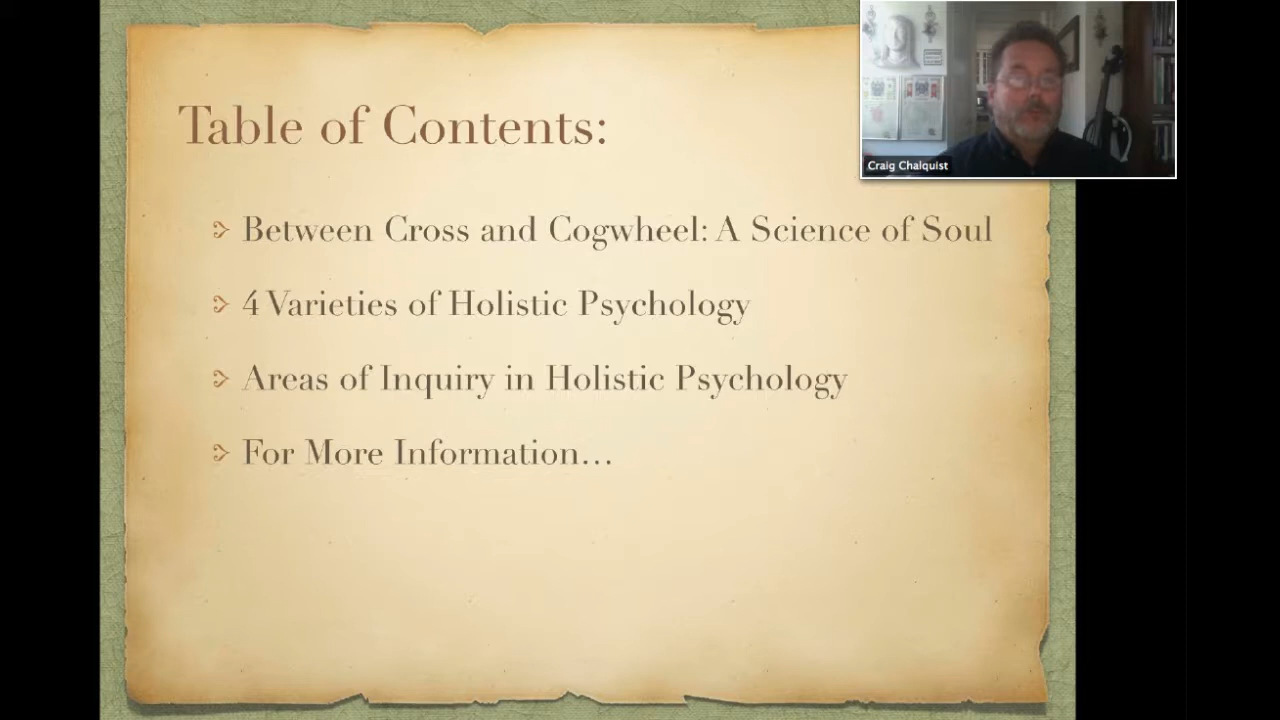 Table of Contents:
Between Cross and Cogwheel: A Science of Soul
4 Varieties of Holistic Psychology
Areas of Inquiry in Holistic Psychology
For More Information...
Craig Chalquist